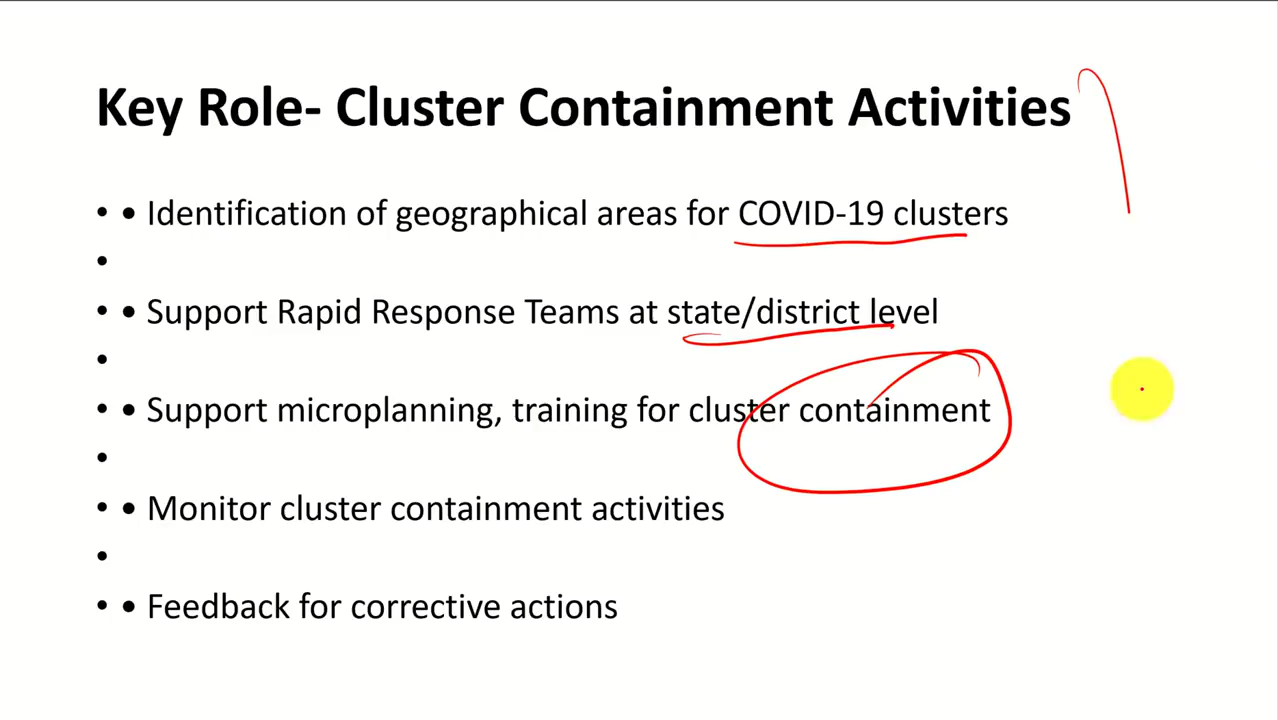 Key Role- Cluster Containment Activities
• • Identification of geographical areas for COVID-19 clusters
•
• • Support Rapid Response Teams at state/district level
•
• • Support microplanning, training for cluster containment
•
• • Monitor cluster containment activities
•
• • Feedback for corrective actions